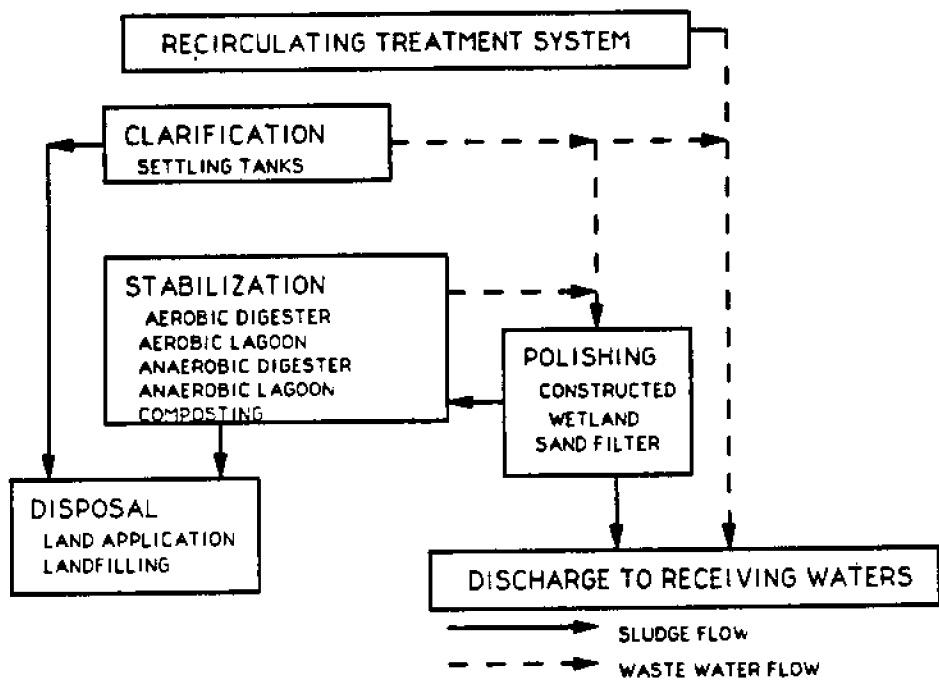 RECIRCULATING TREATMENT SYSTEM
CLARIFICATION
SETTLING TANKS
STABILIZATION
AEROBIC DIGESTER
AEROBIC LAGOON
ANAEROBIC DIGESTER
ANAEROBIC LAGOON
COMPOSTING
POLISHING
CONSTRUCTED
WETLAND
SAND FILTER
DISPOSAL
LAND APPLICATION
LANDFILLING
DISCHARGE TO RECEIVING WATERS
SLUDGE FLOW
WASTE WATER FLOW